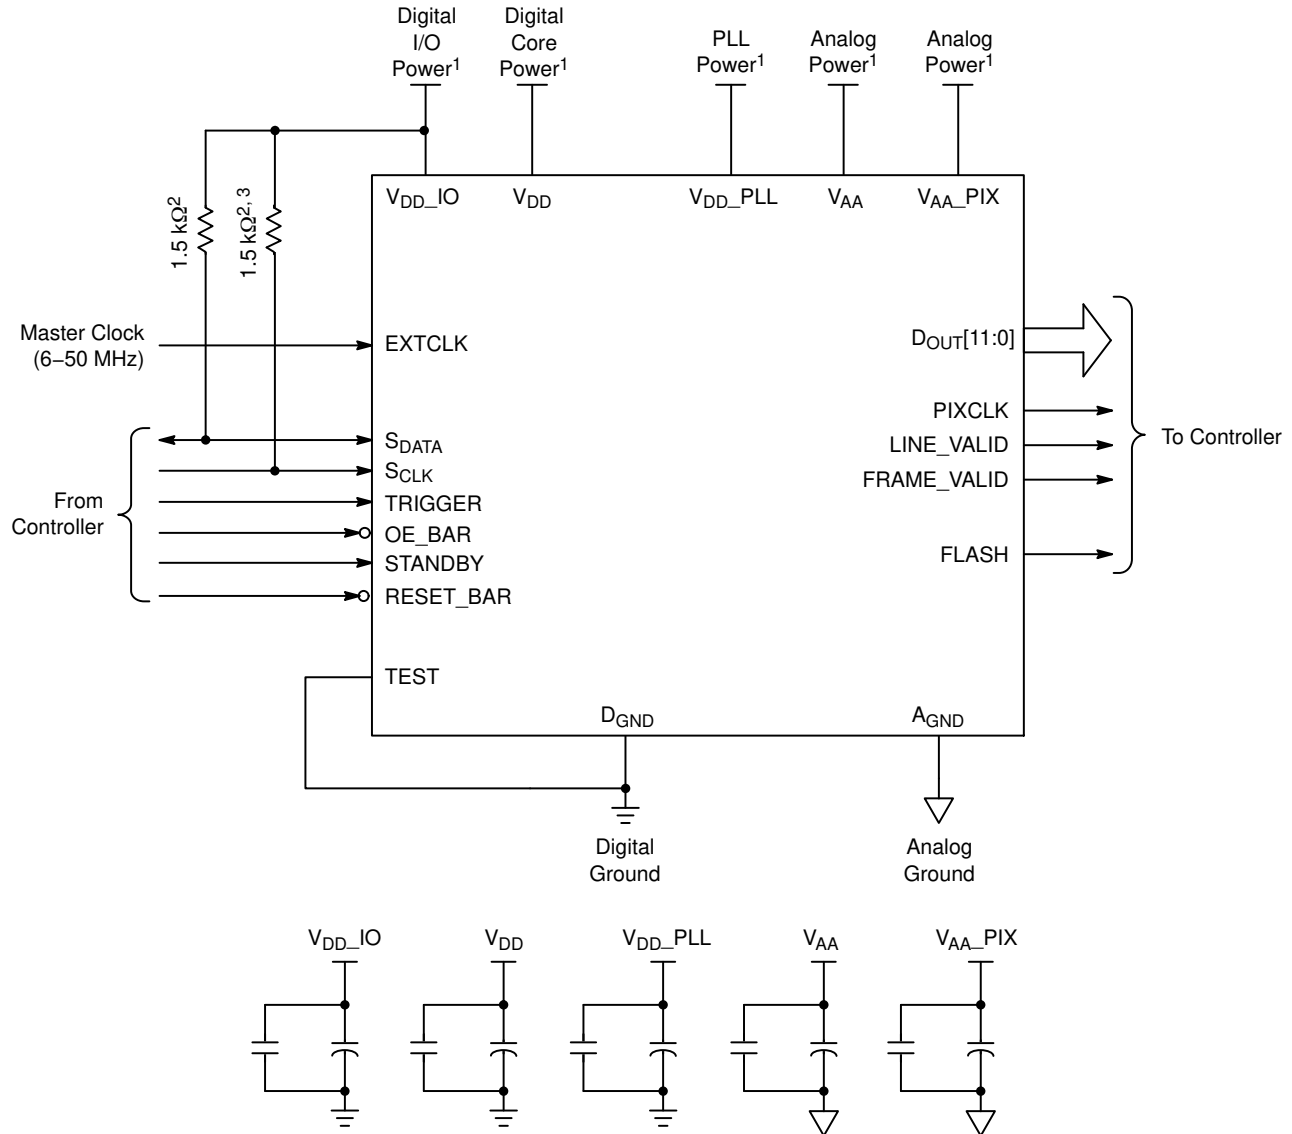 Digital
I/O
Power1
Digital
Core
Power1
PLL
Power1
Analog
Power1
Analog
Power1
VDD_IO
VDD
VDD_PLL
VAA
VAA_PIX
1.5 kΩ2
1.5 kΩ2, 3
Master Clock
(6–50 MHz)
EXTCLK
From
Controller
SDATA
SCLK
TRIGGER
OE_BAR
STANDBY
RESET_BAR
TEST
DOUT[11:0]
PIXCLK
LINE_VALID
FRAME_VALID
FLASH
To Controller
DGND
AGND
Digital
Ground
Analog
Ground
VDD_IO
VDD
VDD_PLL
VAA
VAA_PIX